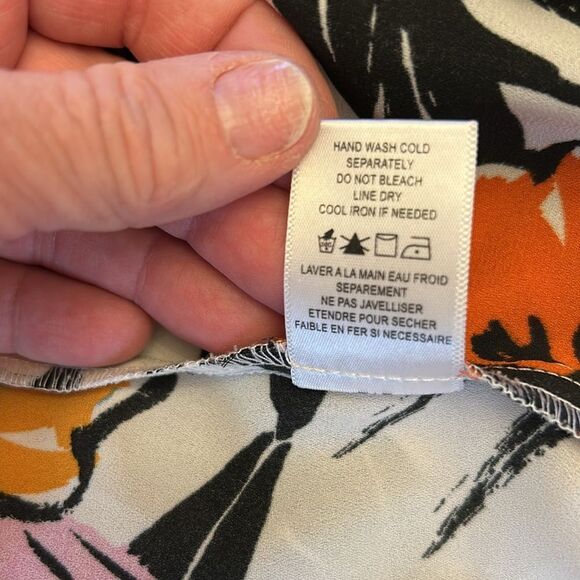 HAND WASH COLD
SEPARATELY
DO NOT BLEACH
LINE DRY
COOL IRON IF NEEDED
LAVER A LA MAIN EAU FROID
SEPAREMENT
NE PAS JAVELLISER
ETENDRE POUR SECHER
FAIBLE EN FER SI NECESSAIRE